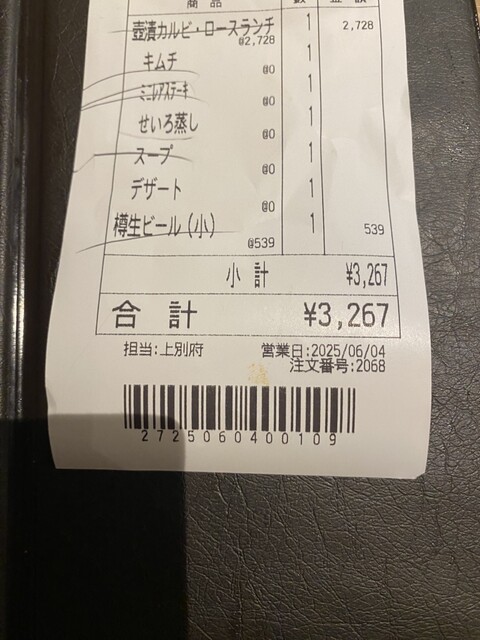 商品 数 金額
壺漬カルビ・ロースランチ 1 2,728
@2,728
キムチ 1
@0
ミニレアステーキ 1
@0
せいろ蒸し 1
@0
スープ 1
@0
デザート 1
@0
樽生ビール(小) 1 539
@539
小計 ¥3,267
合計 ¥3,267
担当:上別府 営業日:2025/06/04
注文番号:2068
2725060400109